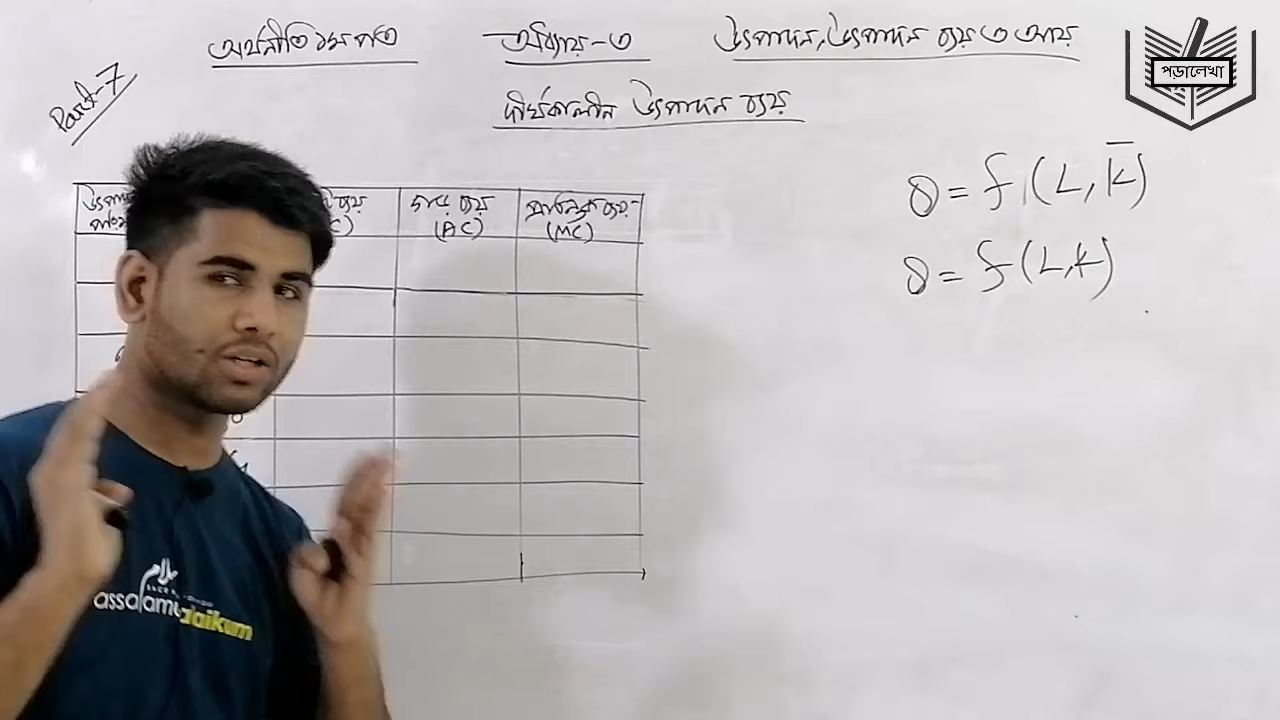 অর্থনীতি ১ম পত্র অধ্যায়-৩ উৎপাদন, উৎপাদন ব্যয় ও আয়
পড়ালেখা
Part-7
দীর্ঘকালীন উৎপাদন ব্যয়
গড় ব্যয় প্রান্তিক ব্যয়
(AC) (MC)
Q = f(L, K̄)
Q = f(L,K)
سلام
assalamualaikum